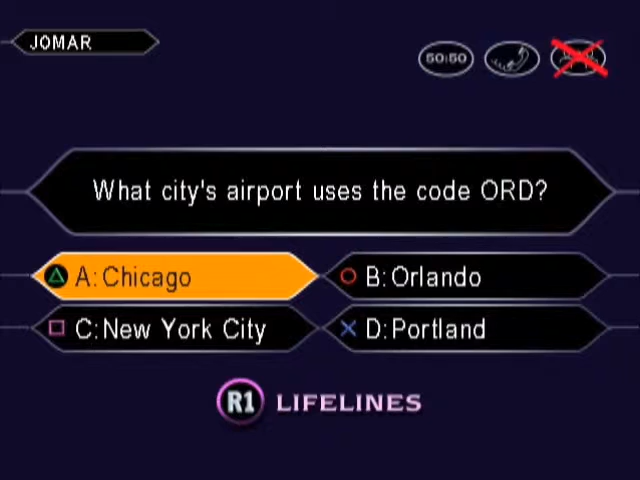 JOMAR
50:50
What city's airport uses the code ORD?
A:Chicago
B:Orlando
C:New York City
D:Portland
R1 LIFELINES